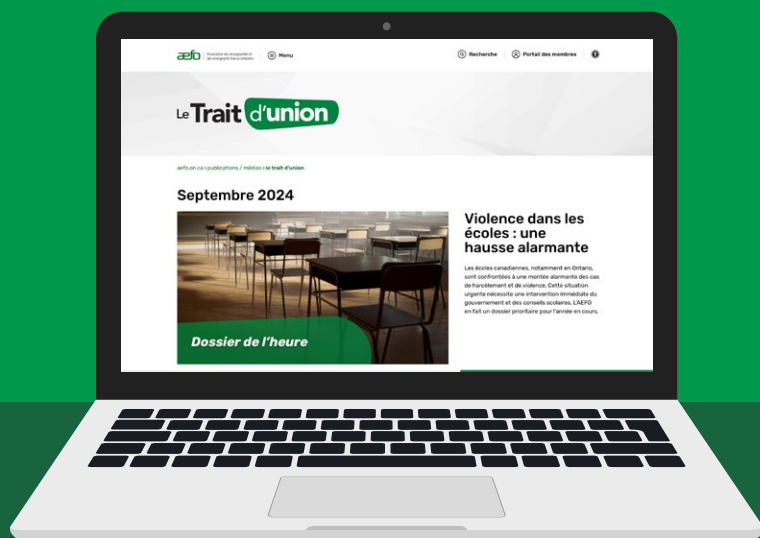 aefo Association des enseignantes et
des enseignants franco-ontariens
Menu
Recherche
Portail des membres
Le Trait d'union
aefo.on.ca > publications / médias > le trait d'union
Septembre 2024
Dossier de l'heure
Violence dans les
écoles : une
hausse alarmante
Les écoles canadiennes, notamment en Ontario,
sont confrontées à une montée alarmante des cas
de harcèlement et de violence. Cette situation
urgente nécessite une intervention immédiate du
gouvernement et des conseils scolaires. L'AEFO
en fait un dossier prioritaire pour l'année en cours.